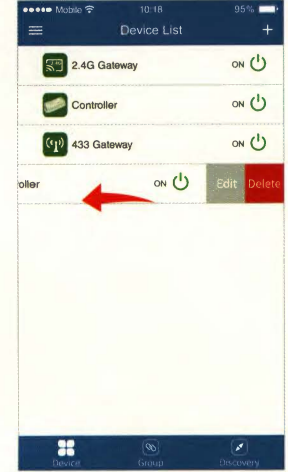 Mobile 10:18 95%
Device List +
2.4G Gateway ON
Controller ON
433 Gateway ON
oller ON Edit Delete
Device Group Discovery